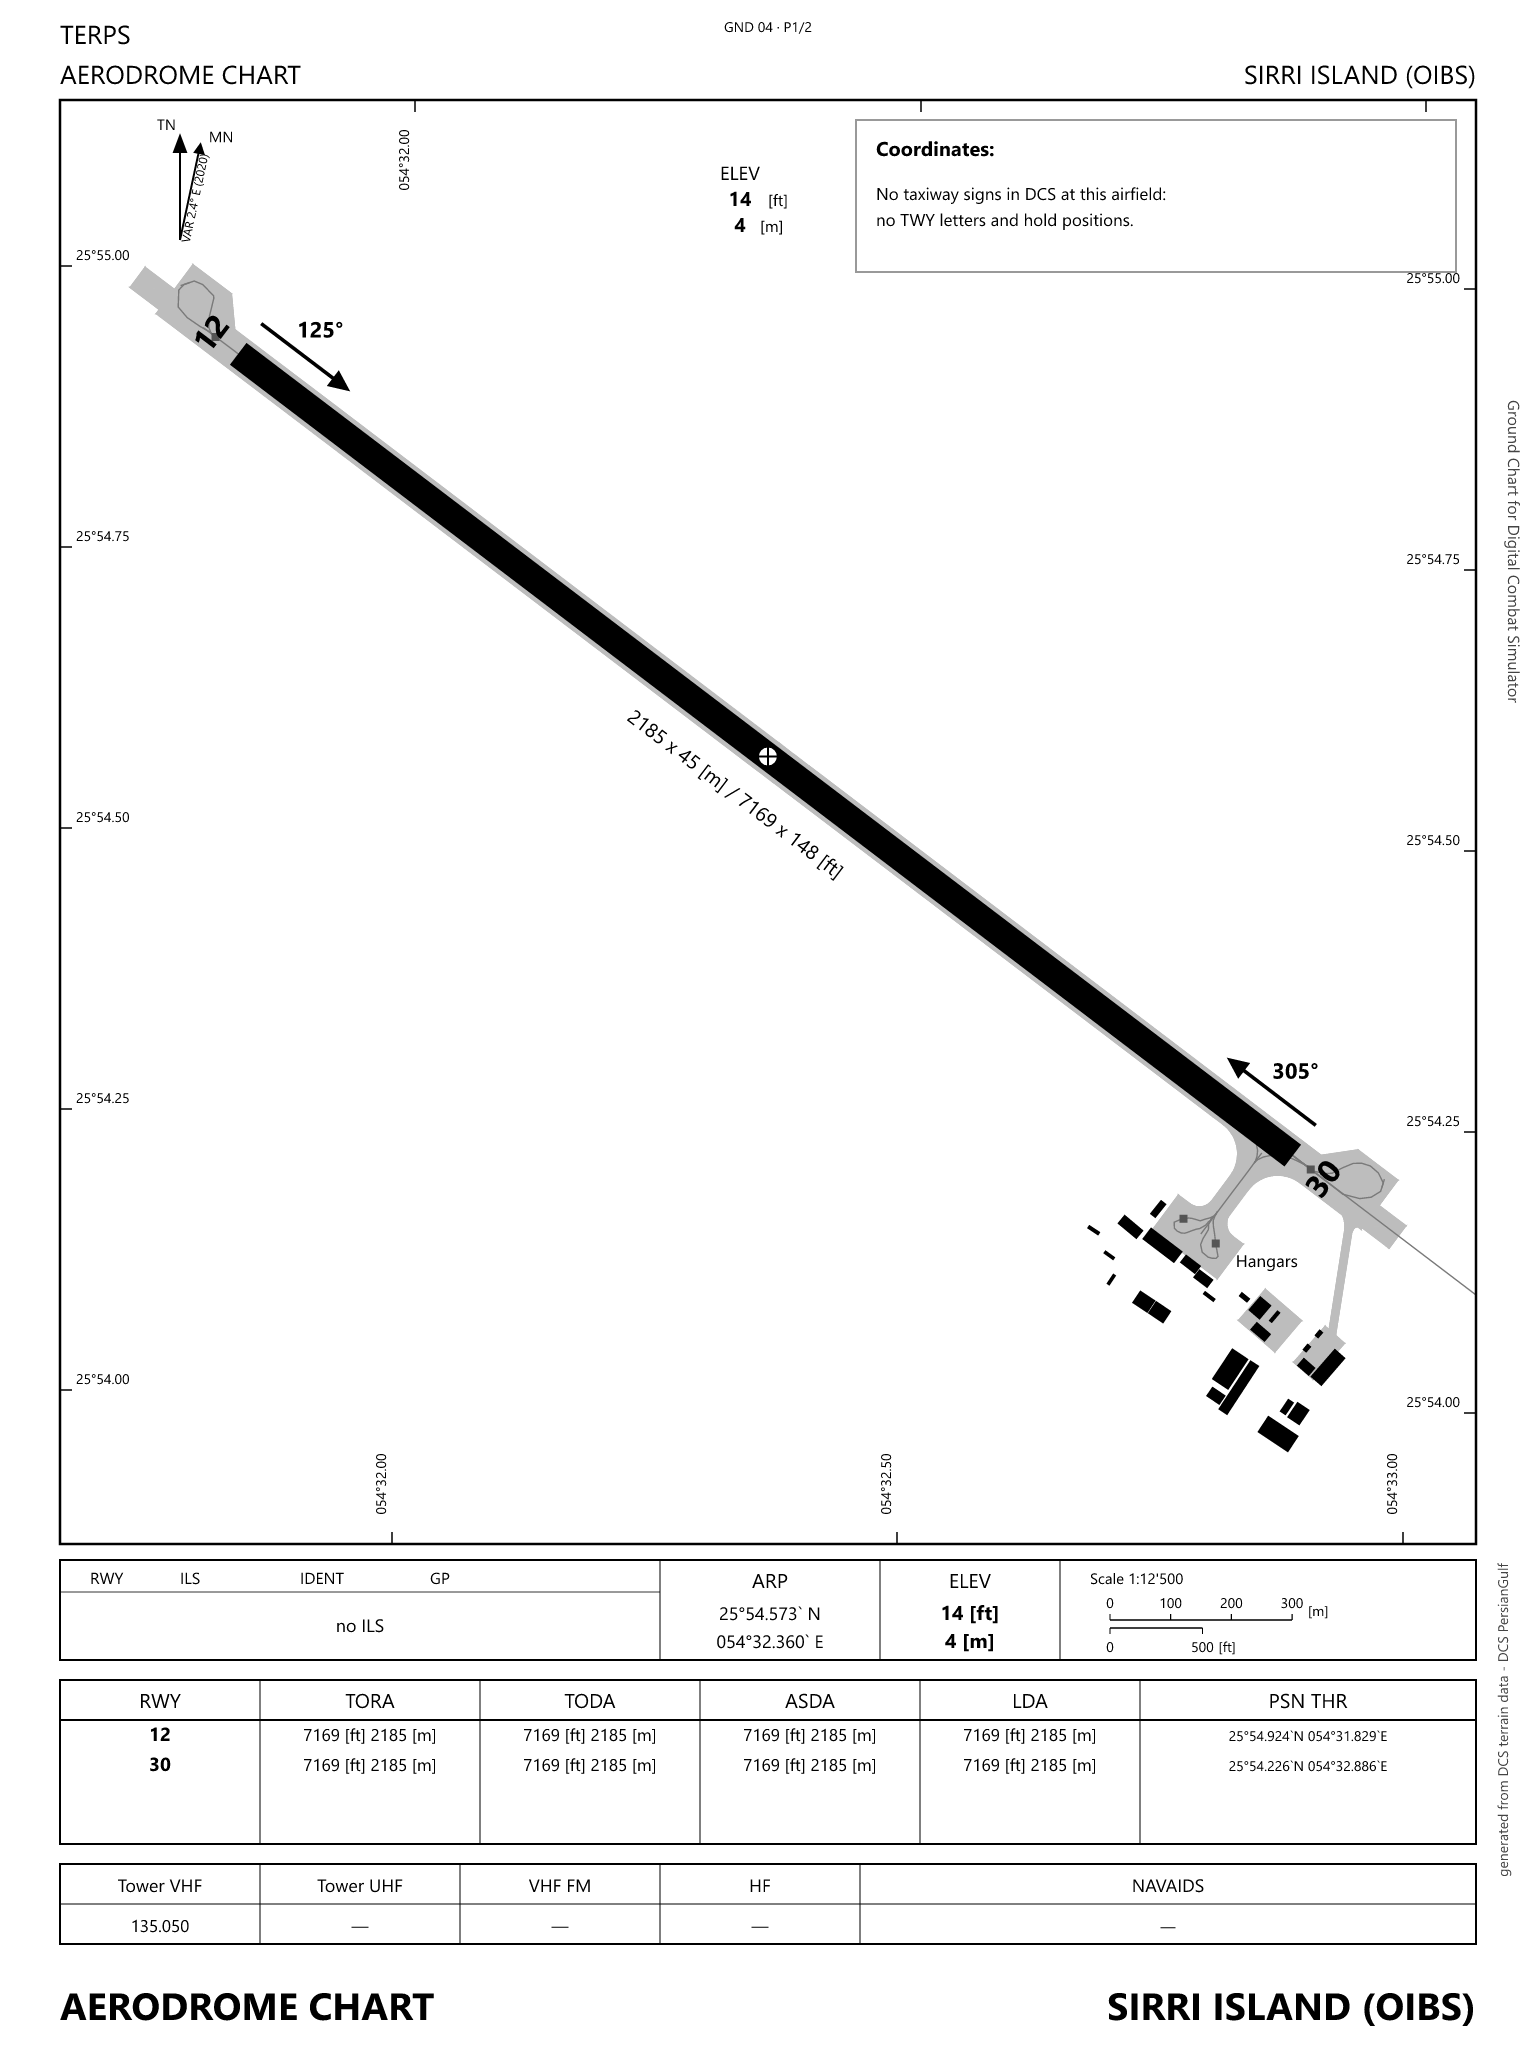 GND 04 · P1/2
TERPS
AERODROME CHART
SIRRI ISLAND (OIBS)
TN
MN
VAR 2.4° E (2020)
054°32.00
ELEV
14 [ft]
4 [m]
Coordinates:
No taxiway signs in DCS at this airfield:
no TWY letters and hold positions.
25°55.00
25°55.00
12
125°
25°54.75
25°54.75
2185 x 45 [m] / 7169 x 148 [ft]
25°54.50
25°54.50
305°
25°54.25
25°54.25
30
Hangars
25°54.00
25°54.00
054°32.00
054°32.50
054°33.00
Ground Chart for Digital Combat Simulator
RWY ILS IDENT GP
no ILS
ARP
25°54.573` N
054°32.360` E
ELEV
14 [ft]
4 [m]
Scale 1:12'500
0 100 200 300 [m]
0 500 [ft]
RWY TORA TODA ASDA LDA PSN THR
12 7169 [ft] 2185 [m] 7169 [ft] 2185 [m] 7169 [ft] 2185 [m] 7169 [ft] 2185 [m] 25°54.924`N 054°31.829`E
30 7169 [ft] 2185 [m] 7169 [ft] 2185 [m] 7169 [ft] 2185 [m] 7169 [ft] 2185 [m] 25°54.226`N 054°32.886`E
generated from DCS terrain data - DCS PersianGulf
Tower VHF Tower UHF VHF FM HF NAVAIDS
135.050 — — — —
AERODROME CHART
SIRRI ISLAND (OIBS)